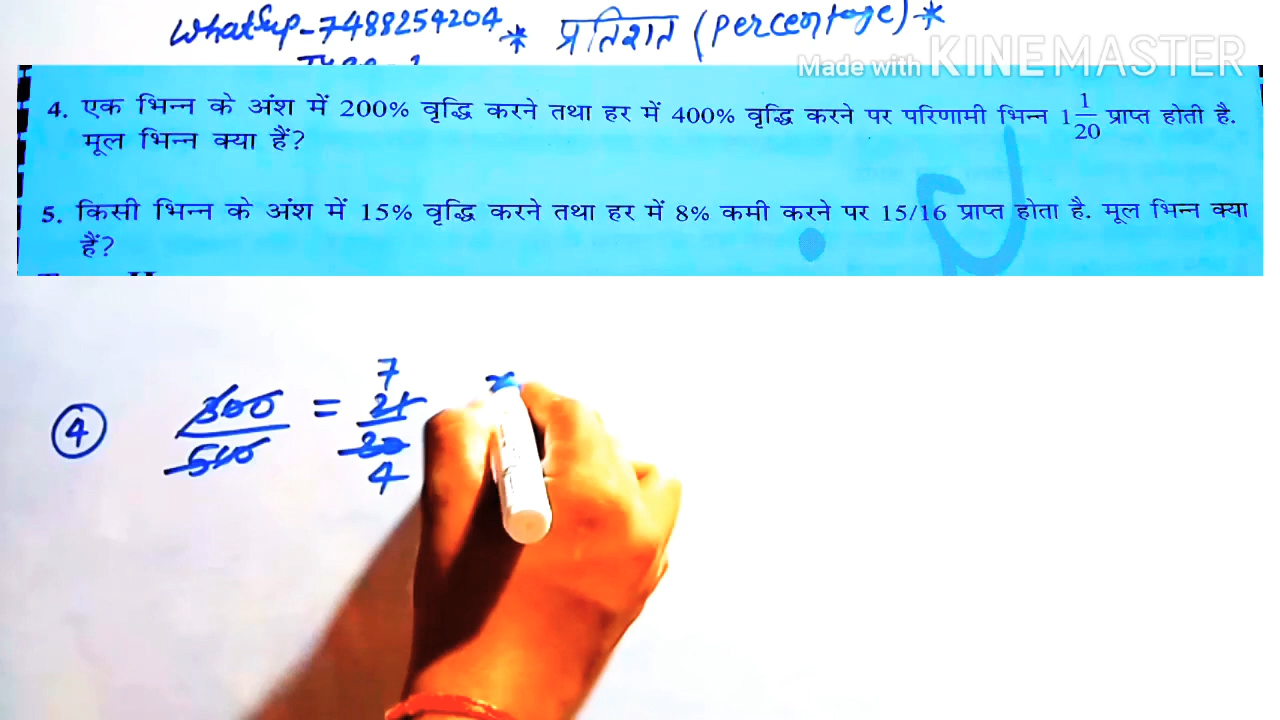 WhatSup-7488254204 * प्रतिशत (percentage) *
Made with KINEMASTER
4. एक भिन्न के अंश में 200% वृद्धि करने तथा हर में 400% वृद्धि करने पर परिणामी भिन्न 1 1/20 प्राप्त होती है.
मूल भिन्न क्या हैं?
5. किसी भिन्न के अंश में 15% वृद्धि करने तथा हर में 8% कमी करने पर 15/16 प्राप्त होता है. मूल भिन्न क्या
हैं?
7
4 300/500 = 21/20
4